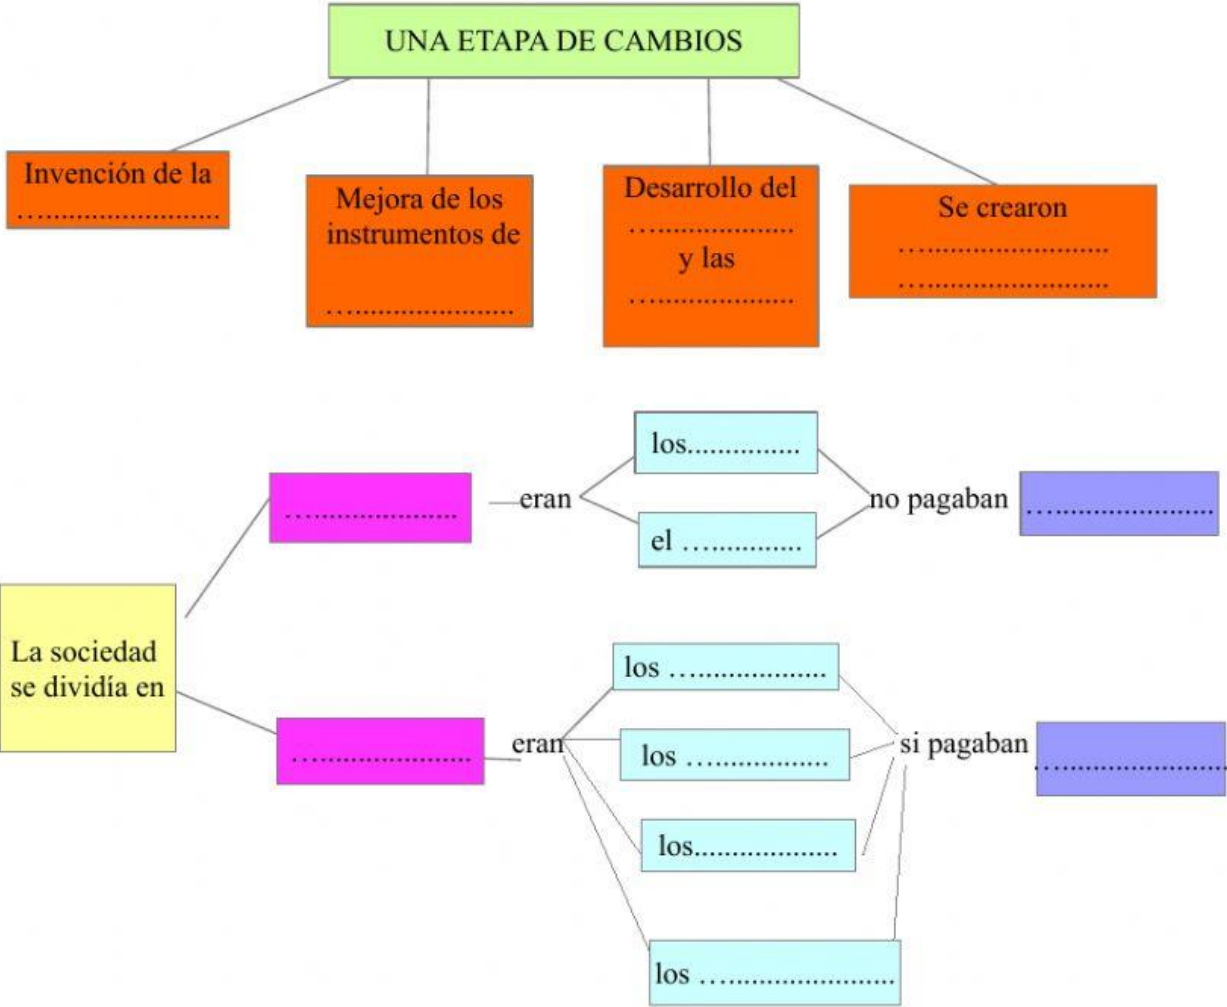 UNA ETAPA DE CAMBIOS
Invención de la
…......................
Mejora de los
instrumentos de
…......................
Desarrollo del
…..................
y las
…..................
Se crearon
…........................
…........................
La sociedad
se dividía en
…...................
eran
los...............
el …............
no pagaban
….....................
…....................
eran
los …..................
los …...............
los...................
los …......................
si pagaban
…......................